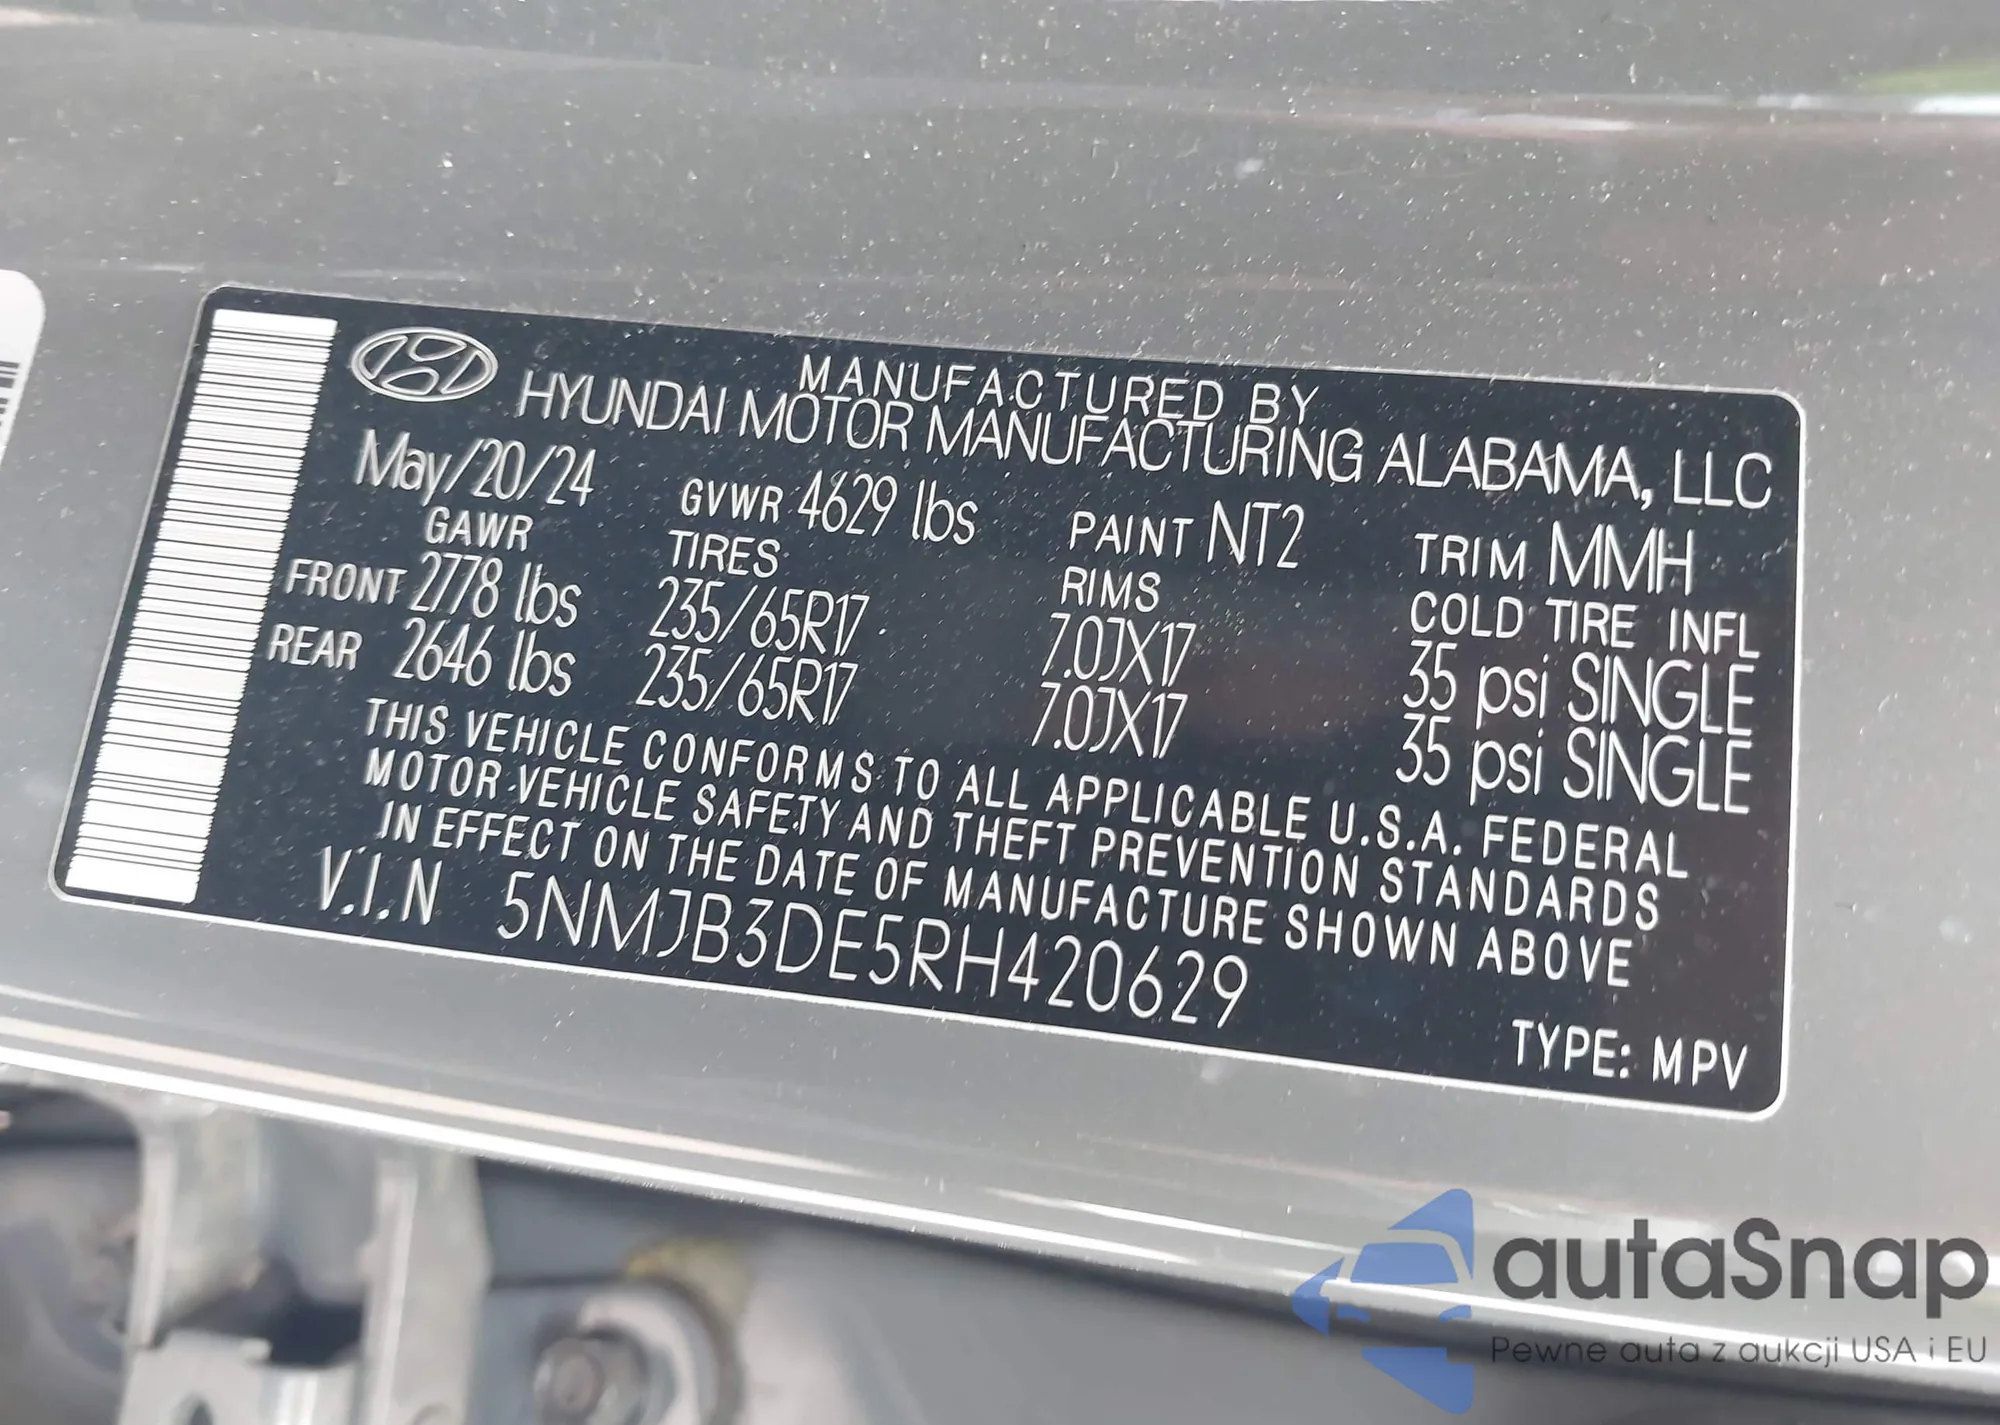 MANUFACTURED BY
HYUNDAI MOTOR MANUFACTURING ALABAMA, LLC
May/20/24 GVWR 4629 lbs PAINT NT2 TRIM MMH
GAWR TIRES RIMS COLD TIRE INFL
FRONT 2778 lbs 235/65R17 7.0JX17 35 psi SINGLE
REAR 2646 lbs 235/65R17 7.0JX17 35 psi SINGLE
THIS VEHICLE CONFORMS TO ALL APPLICABLE U.S.A. FEDERAL
MOTOR VEHICLE SAFETY AND THEFT PREVENTION STANDARDS
IN EFFECT ON THE DATE OF MANUFACTURE SHOWN ABOVE
V.I.N 5NMJB3DE5RH420629
TYPE: MPV
autaSnap
Pewne auta z aukcji USA i EU